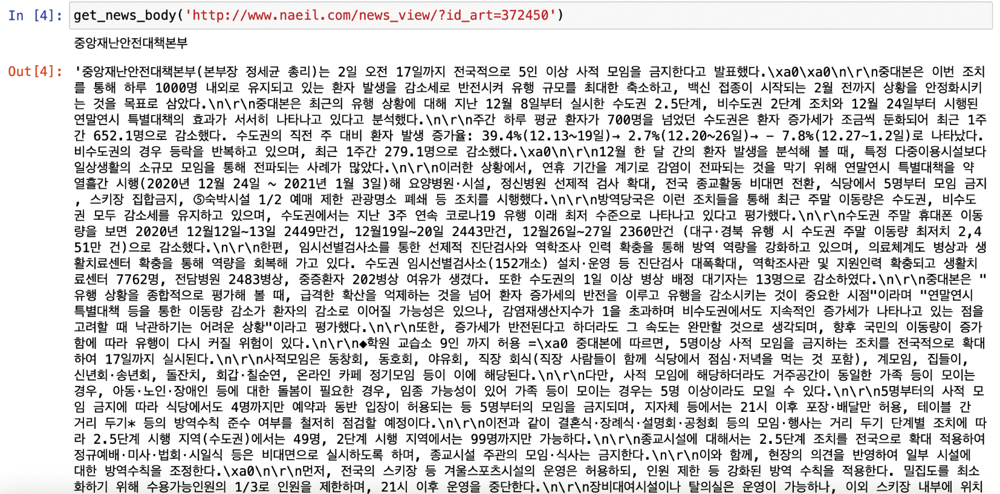 In [4]: get_news_body('http://www.naeil.com/news_view/?id_art=372450')
중앙재난안전대책본부
Out[4]: '중앙재난안전대책본부(본부장 정세균 총리)는 2일 오전 17일까지 전국적으로 5인 이상 사적 모임을 금지한다고 발표했다.\xa0\xa0\n\r\n중대본은 이번 조치
를 통해 하루 1000명 내외로 유지되고 있는 환자 발생을 감소세로 반전시켜 유행 규모를 최대한 축소하고, 백신 접종이 시작되는 2월 전까지 상황을 안정화시키
는 것을 목표로 삼았다.\n\r\n중대본은 최근의 유행 상황에 대해 지난 12월 8일부터 실시한 수도권 2.5단계, 비수도권 2단계 조치와 12월 24일부터 시행된
연말연시 특별대책의 효과가 서서히 나타나고 있다고 분석했다.\n\r\n주간 하루 평균 환자가 700명을 넘었던 수도권은 환자 증가세가 조금씩 둔화되어 최근 1주
간 652.1명으로 감소했다. 수도권의 직전 주 대비 환자 발생 증가율: 39.4%(12.13~19일)→ 2.7%(12.20~26일)→ − 7.8%(12.27~1.2일)로 나타났다.
비수도권의 경우 등락을 반복하고 있으며, 최근 1주간 279.1명으로 감소했다.\xa0\n\r\n12월 한 달 간의 환자 발생을 분석해 볼 때, 특정 다중이용시설보다
일상생활의 소규모 모임을 통해 전파되는 사례가 많았다.\n\r\n이러한 상황에서, 연휴 기간을 계기로 감염이 전파되는 것을 막기 위해 연말연시 특별대책을 약
열흘간 시행(2020년 12월 24일 ~ 2021년 1월 3일)해 요양병원·시설, 정신병원 선제적 검사 확대, 전국 종교활동 비대면 전환, 식당에서 5명부터 모임 금지
, 스키장 집합금지, ⑤숙박시설 1/2 예매 제한 관광명소 폐쇄 등 조치를 시행했다.\n\r\n방역당국은 이런 조치들을 통해 최근 주말 이동량은 수도권, 비수도
권 모두 감소세를 유지하고 있으며, 수도권에서는 지난 3주 연속 코로나19 유행 이래 최저 수준으로 나타나고 있다고 평가했다.\n\r\n수도권 주말 휴대폰 이동
량을 보면 2020년 12월12일~13일 2449만건, 12월19일~20일 2443만건, 12월26일~27일 2360만건 (대구·경북 유행 시 수도권 주말 이동량 최저치 2,4
51만 건)으로 감소했다.\n\r\n한편, 임시선별검사소를 통한 선제적 진단검사와 역학조사 인력 확충을 통해 방역 역량을 강화하고 있으며, 의료체계도 병상과 생
활치료센터 확충을 통해 역량을 회복해 가고 있다. 수도권 임시선별검사소(152개소) 설치·운영 등 진단검사 대폭확대, 역학조사관 및 지원인력 확충되고 생활치
료센터 7762명, 전담병원 2483병상, 중증환자 202병상 여유가 생겼다. 또한 수도권의 1일 이상 병상 배정 대기자는 13명으로 감소하였다.\n\r\n중대본은 "
유행 상황을 종합적으로 평가해 볼 때, 급격한 확산을 억제하는 것을 넘어 환자 증가세의 반전을 이루고 유행을 감소시키는 것이 중요한 시점"이라며 "연말연시
특별대책 등을 통한 이동량 감소가 환자의 감소로 이어질 가능성은 있으나, 감염재생산지수가 1을 초과하며 비수도권에서도 지속적인 증가세가 나타나고 있는 점을
고려할 때 낙관하기는 어려운 상황"이라고 평가했다.\n\r\n또한, 증가세가 반전된다고 하더라도 그 속도는 완만할 것으로 생각되며, 향후 국민의 이동량이 증가
함에 따라 유행이 다시 커질 위험이 있다.\n\r\n◆학원 교습소 9인 까지 허용 =\xa0 중대본에 따르면, 5명이상 사적 모임을 금지하는 조치를 전국적으로 확대
하여 17일까지 실시된다.\n\r\n사적모임은 동창회, 동호회, 야유회, 직장 회식(직장 사람들이 함께 식당에서 점심·저녁을 먹는 것 포함), 계모임, 집들이,
신년회·송년회, 돌잔치, 회갑·칠순연, 온라인 카페 정기모임 등이 이에 해당된다.\n\r\n다만, 사적 모임에 해당하더라도 거주공간이 동일한 가족 등이 모이는
경우, 아동·노인·장애인 등에 대한 돌봄이 필요한 경우, 임종 가능성이 있어 가족 등이 모이는 경우는 5명 이상이라도 모일 수 있다.\n\r\n5명부터의 사적 모
임 금지에 따라 식당에서도 4명까지만 예약과 동반 입장이 허용되는 등 5명부터의 모임을 금지되며, 지자체 등에서는 21시 이후 포장·배달만 허용, 테이블 간
거리 두기* 등의 방역수칙 준수 여부를 철저히 점검할 예정이다.\n\r\n이전과 같이 결혼식·장례식·설명회·공청회 등의 모임·행사는 거리 두기 단계별 조치에 따
라 2.5단계 시행 지역(수도권)에서는 49명, 2단계 시행 지역에서는 99명까지만 가능하다.\n\r\n종교시설에 대해서는 2.5단계 조치를 전국으로 확대 적용하여
정규예배·미사·법회·시일식 등은 비대면으로 실시하도록 하며, 종교시설 주관의 모임·식사는 금지한다.\n\r\n이와 함께, 현장의 의견을 반영하여 일부 시설에
대한 방역수칙을 조정한다.\xa0\n\r\n먼저, 전국의 스키장 등 겨울스포츠시설의 운영은 허용하되, 인원 제한 등 강화된 방역 수칙을 적용한다. 밀집도를 최소
화하기 위해 수용가능인원의 1/3로 인원을 제한하며, 21시 이후 운영을 중단한다.\n\r\n장비대여시설이나 탈의실은 운영이 가능하나, 이외 스키장 내부에 위치